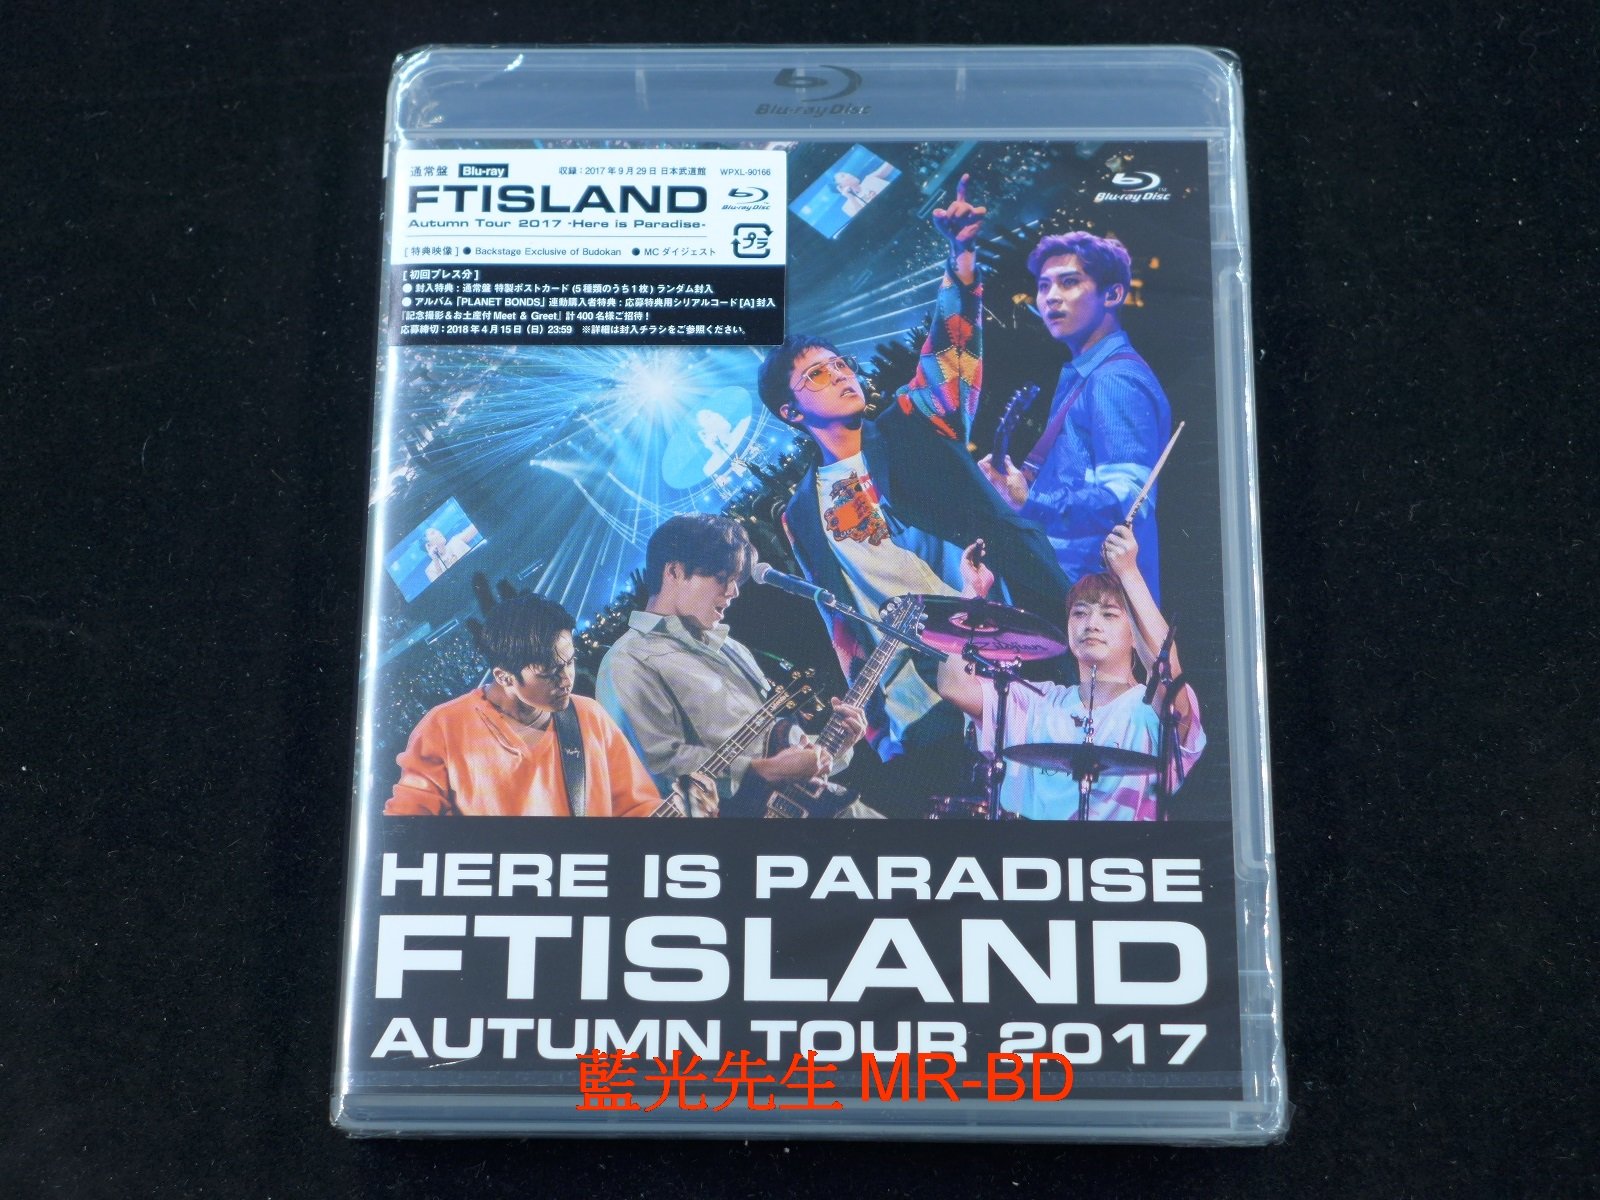 Blu-ray Disc
通常盤 Blu-ray 収録:2017年9月29日 日本武道館 WPXL-90166
FTISLAND
Blu-ray Disc
Autumn Tour 2017 -Here is Paradise-
プラ
[特典映像] ● Backstage Exclusive of Budokan ● MCダイジェスト
[初回プレス分]
● 封入特典:通常盤 特製ポストカード(5種類のうち1枚)ランダム封入
● アルバム『PLANET BONDS』連動購入者特典:応募特典用シリアルコード[A]封入
『記念撮影&お土産付Meet & Greet』計400名様ご招待!
応募締切:2018年4月15日(日)23:59 ※詳細は封入チラシをご参照ください。
Blu-ray Disc TM
HERE IS PARADISE
FTISLAND
AUTUMN TOUR 2017
藍光先生 MR-BD